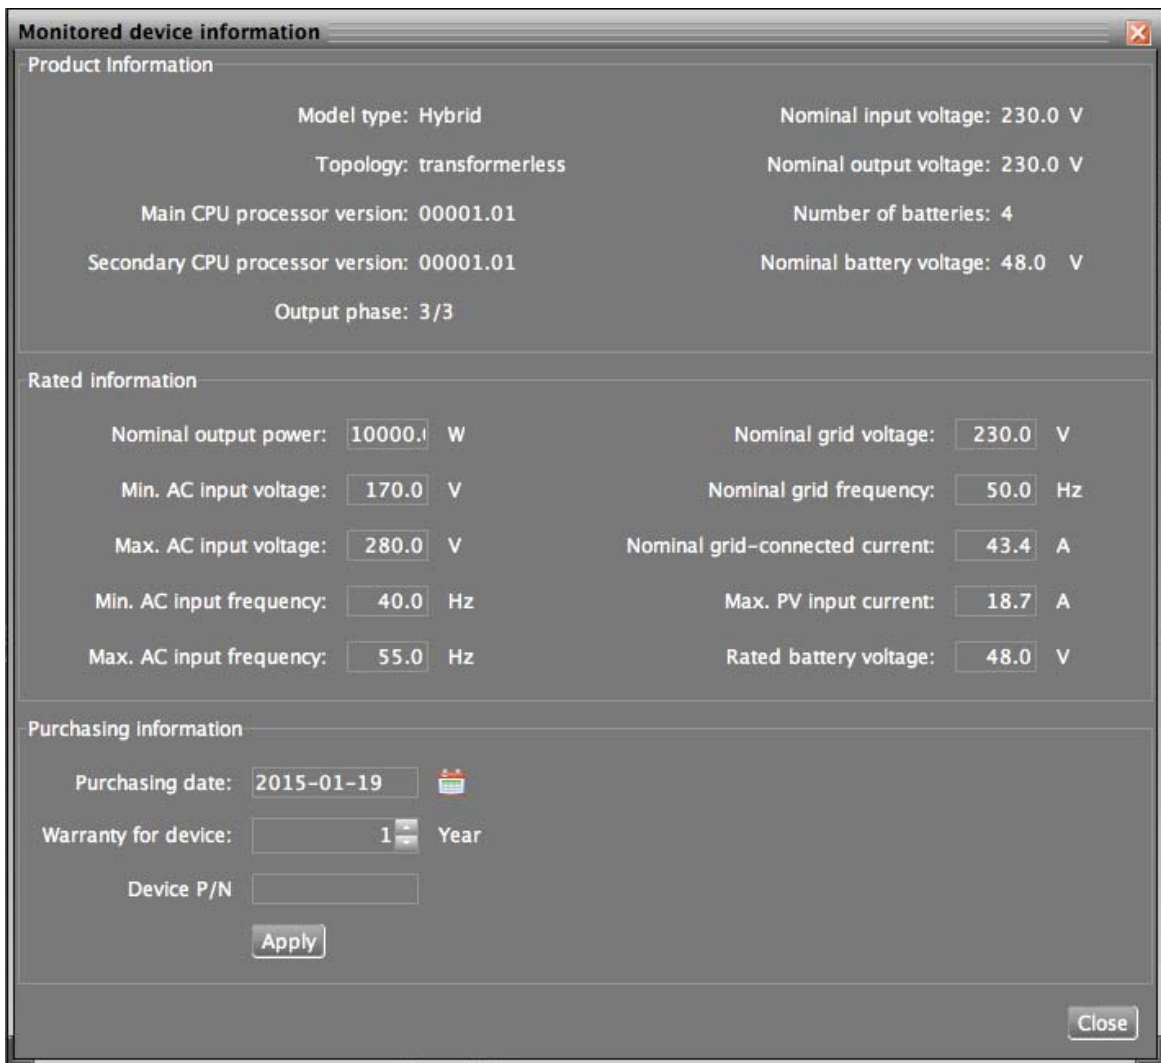 Monitored device information
Product Information
Model type: Hybrid
Topology: transformerless
Main CPU processor version: 00001.01
Secondary CPU processor version: 00001.01
Output phase: 3/3
Nominal input voltage: 230.0 V
Nominal output voltage: 230.0 V
Number of batteries: 4
Nominal battery voltage: 48.0 V
Rated information
Nominal output power: 10000. W
Min. AC input voltage: 170.0 V
Max. AC input voltage: 280.0 V
Min. AC input frequency: 40.0 Hz
Max. AC input frequency: 55.0 Hz
Nominal grid voltage: 230.0 V
Nominal grid frequency: 50.0 Hz
Nominal grid-connected current: 43.4 A
Max. PV input current: 18.7 A
Rated battery voltage: 48.0 V
Purchasing information
Purchasing date: 2015-01-19
Warranty for device: 1 Year
Device P/N
Apply
Close